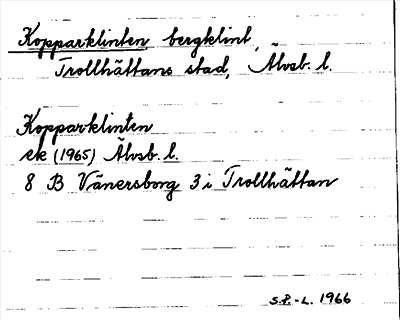 Kopparklinten bergklint,
Trollhättans stad, Älvsb. l.
Kopparklinten
ek (1965) Älvsb. l.
8 B Vänersborg 3 i Trollhättan
S.P.-L. 1966